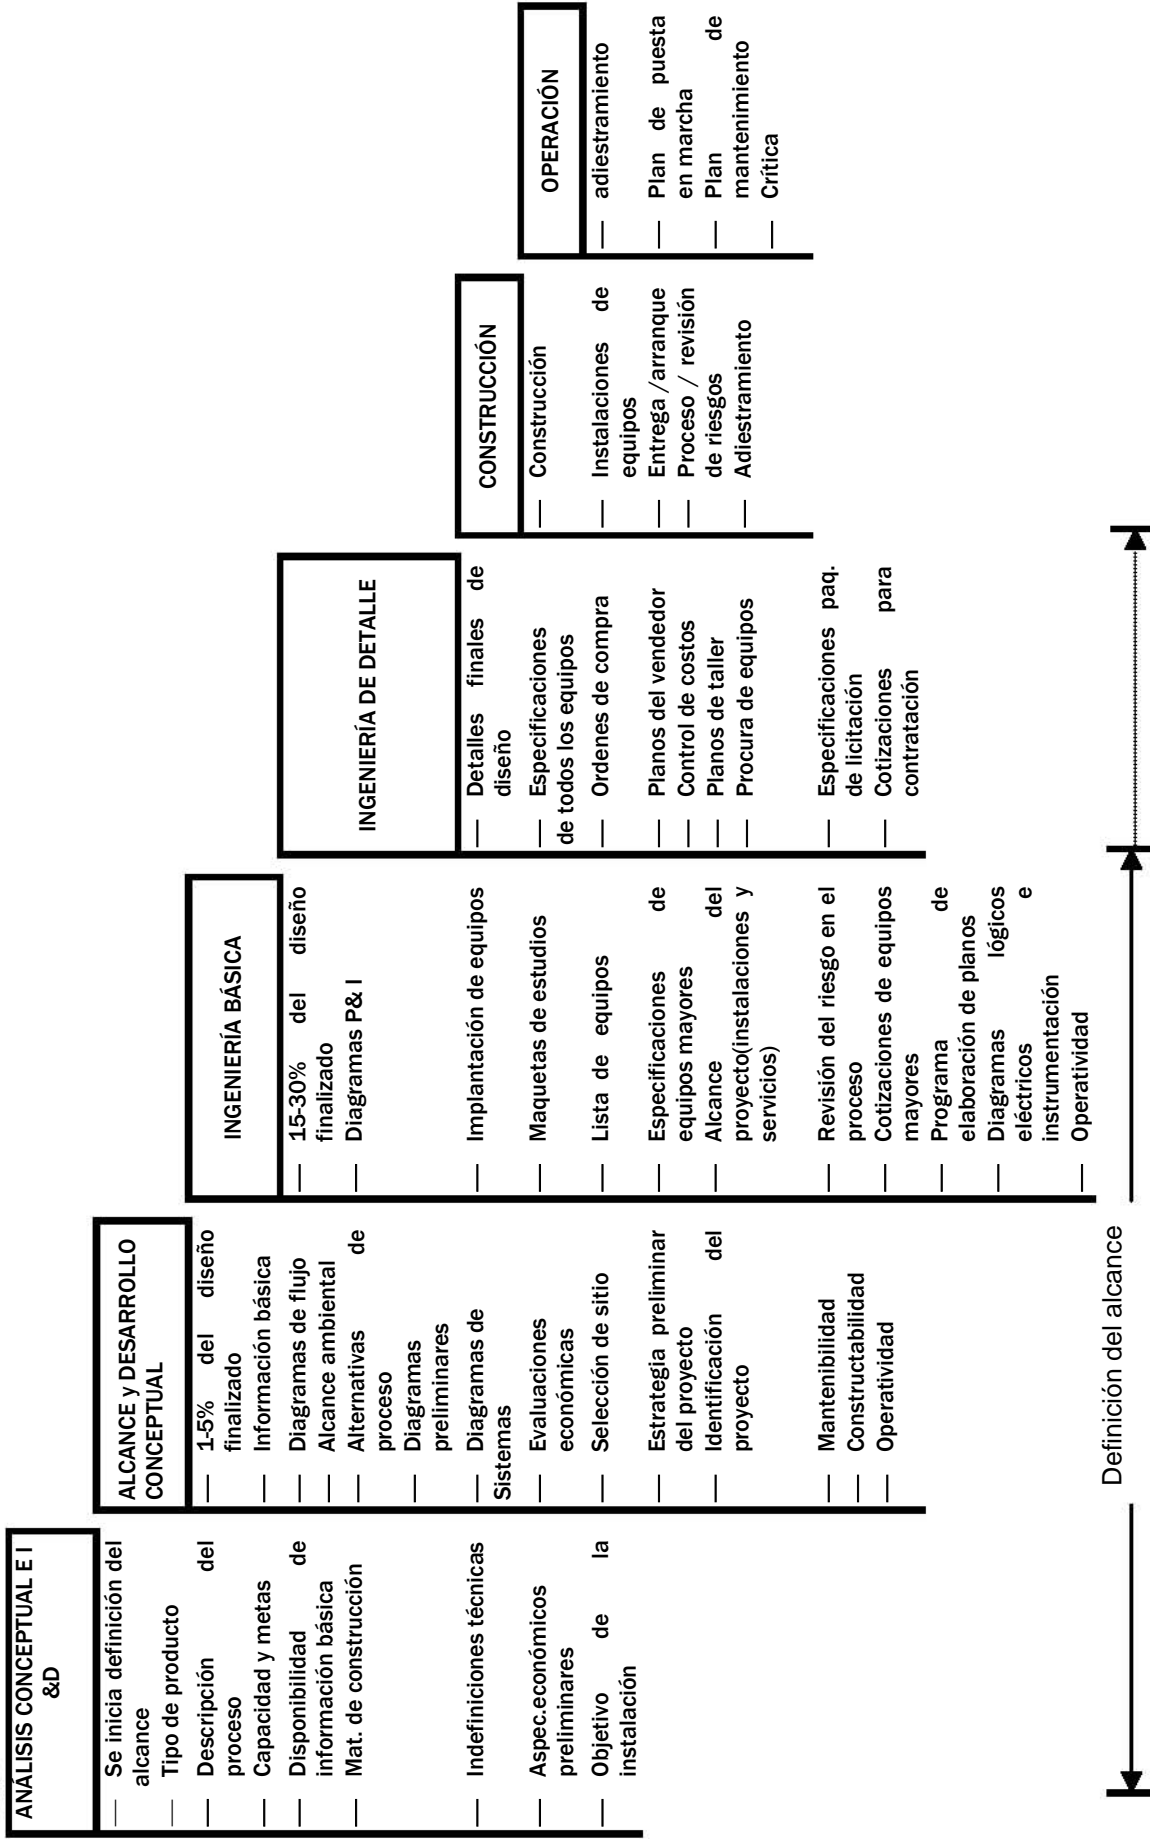 ANÁLISIS CONCEPTUAL E I
&D
— Se inicia definición del
alcance
— Tipo de producto
— Descripción del
proceso
— Capacidad y metas
— Disponibilidad de
información básica
— Mat. de construcción
— Indefiniciones técnicas
— Aspec.económicos
preliminares
— Objetivo de la
instalación
ALCANCE y DESARROLLO
CONCEPTUAL
— 1-5% del diseño
finalizado
— Información básica
— Diagramas de flujo
— Alcance ambiental
— Alternativas de
proceso
— Diagramas
preliminares
— Diagramas de
Sistemas
— Evaluaciones
económicas
— Selección de sitio
— Estrategia preliminar
del proyecto
— Identificación del
proyecto
— Mantenibilidad
— Constructabilidad
— Operatividad
INGENIERÍA BÁSICA
— 15-30% del diseño
finalizado
— Diagramas P& I
— Implantación de equipos
— Maquetas de estudios
— Lista de equipos
— Especificaciones de
equipos mayores
— Alcance del
proyecto(instalaciones y
servicios)
— Revisión del riesgo en el
proceso
— Cotizaciones de equipos
mayores
— Programa de
elaboración de planos
— Diagramas lógicos
eléctricos e
instrumentación
— Operatividad
INGENIERÍA DE DETALLE
— Detalles finales de
diseño
— Especificaciones
de todos los equipos
— Ordenes de compra
— Planos del vendedor
— Control de costos
— Planos de taller
— Procura de equipos
— Especificaciones paq.
de licitación
— Cotizaciones para
contratación
CONSTRUCCIÓN
— Construcción
— Instalaciones de
equipos
— Entrega /arranque
— Proceso / revisión
de riesgos
— Adiestramiento
OPERACIÓN
— adiestramiento
— Plan de puesta
en marcha
— Plan de
mantenimiento
— Crítica
Definición del alcance